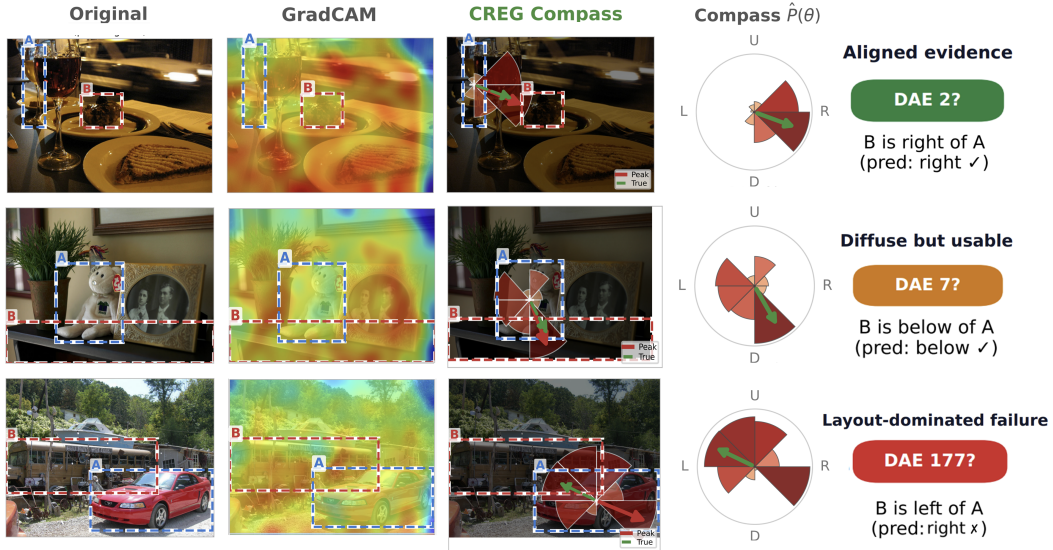 Original GradCAM CREG Compass Compass P̂(θ)
A
B
A
B
A
B
Peak
True
U
L R
D
Aligned evidence
DAE 2?
B is right of A
(pred: right ✓)
A
B
A
B
A
B
Peak
True
U
L R
D
Diffuse but usable
DAE 7?
B is below of A
(pred: below ✓)
B
A
B
A
B
A
Peak
True
U
L R
D
Layout-dominated failure
DAE 177?
B is left of A
(pred:right ✗)